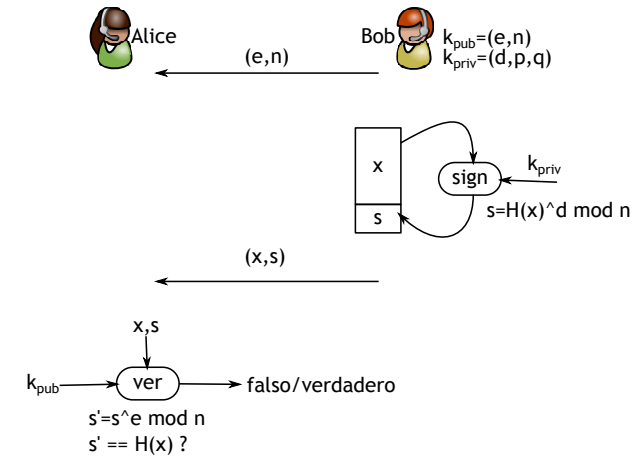 Alice
Bob
k_pub=(e,n)
k_priv=(d,p,q)
(e,n)
x
sign
k_priv
s
s=H(x)^d mod n
(x,s)
x,s
k_pub
ver
falso/verdadero
s'=s^e mod n
s' == H(x) ?